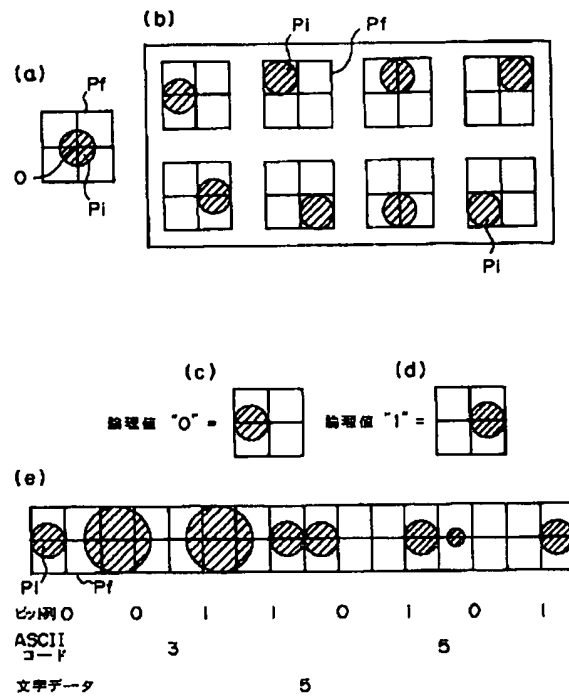 (a)
Pf
O
Pi
(b)
Pi
Pf
Pi
(c)
論理値 "0" =
(d)
論理値 "1" =
(e)
Pi
Pf
ビット列 0 0 1 1 0 1 0 1
ASCII
コード
3 5
文字データ 5